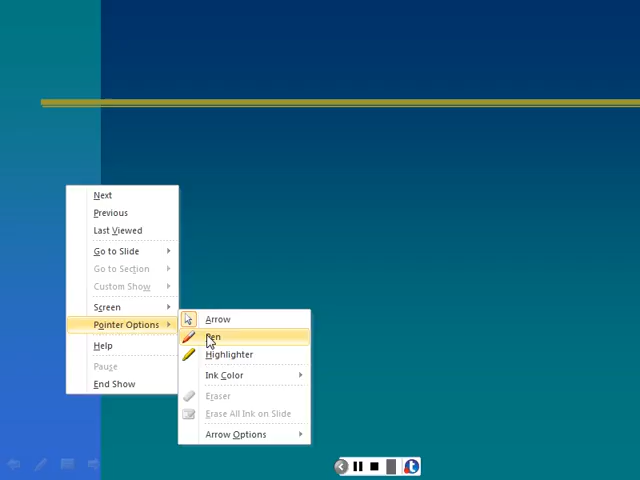 Next
Previous
Last Viewed
Go to Slide
Go to Section
Custom Show
Screen
Pointer Options
Help
Pause
End Show
Arrow
Pen
Highlighter
Ink Color
Eraser
Erase All Ink on Slide
Arrow Options